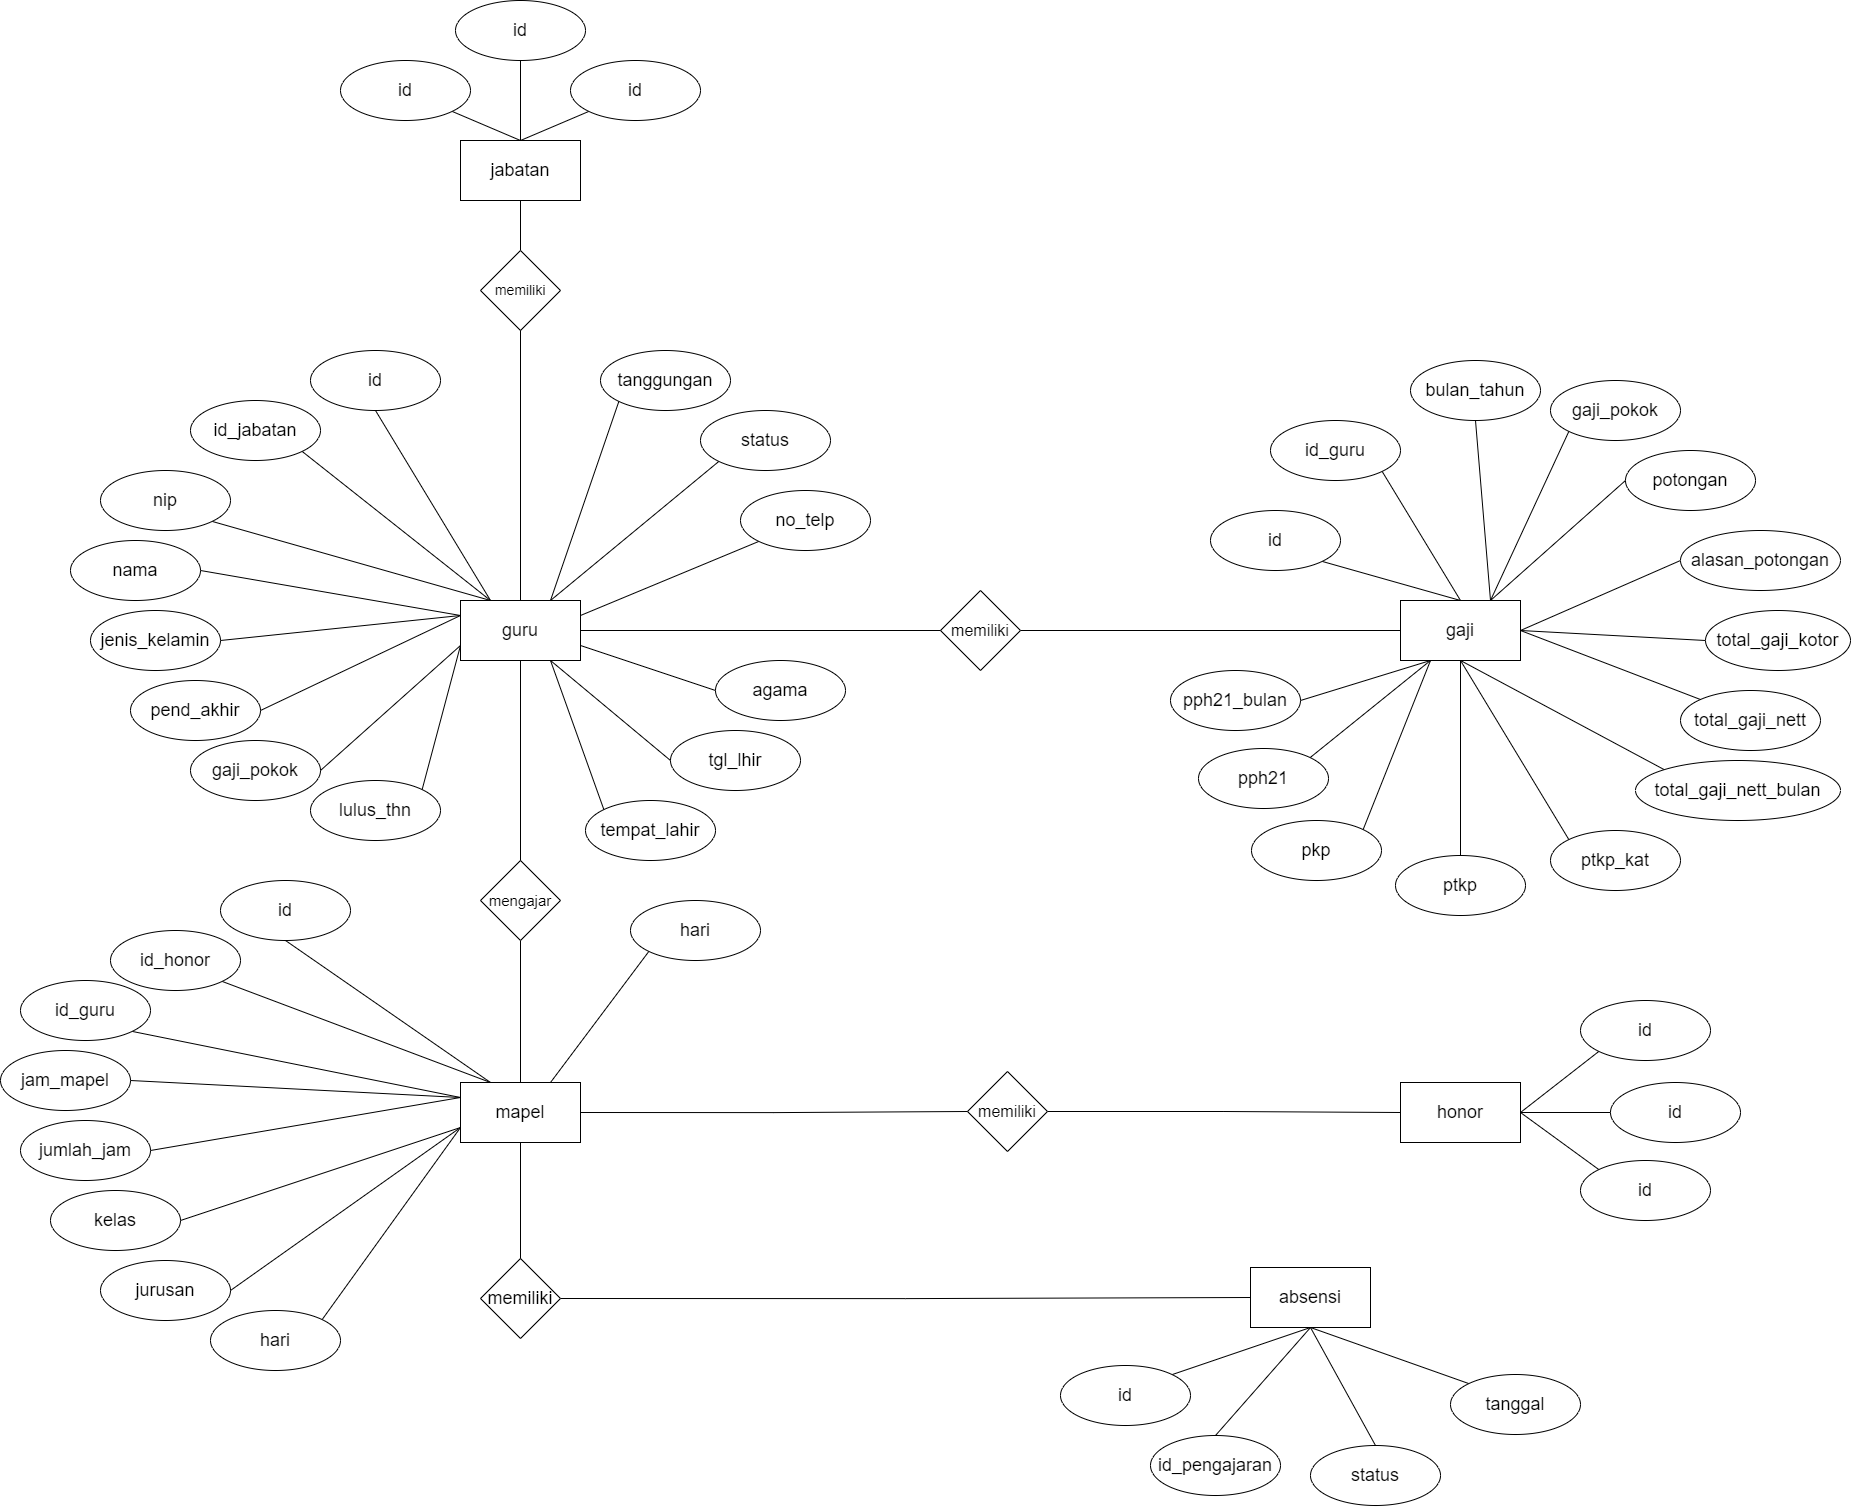 id
id
id
jabatan
memiliki
id
id_jabatan
nip
nama
jenis_kelamin
pend_akhir
gaji_pokok
lulus_thn
tanggungan
status
no_telp
guru
agama
tgl_lhir
tempat_lahir
memiliki
bulan_tahun
gaji_pokok
id_guru
potongan
id
alasan_potongan
gaji
total_gaji_kotor
total_gaji_nett
total_gaji_nett_bulan
pph21_bulan
pph21
pkp
ptkp
ptkp_kat
mengajar
id
id_honor
id_guru
jam_mapel
jumlah_jam
kelas
jurusan
hari
hari
mapel
memiliki
honor
id
id
id
memiliki
absensi
id
id_pengajaran
status
tanggal